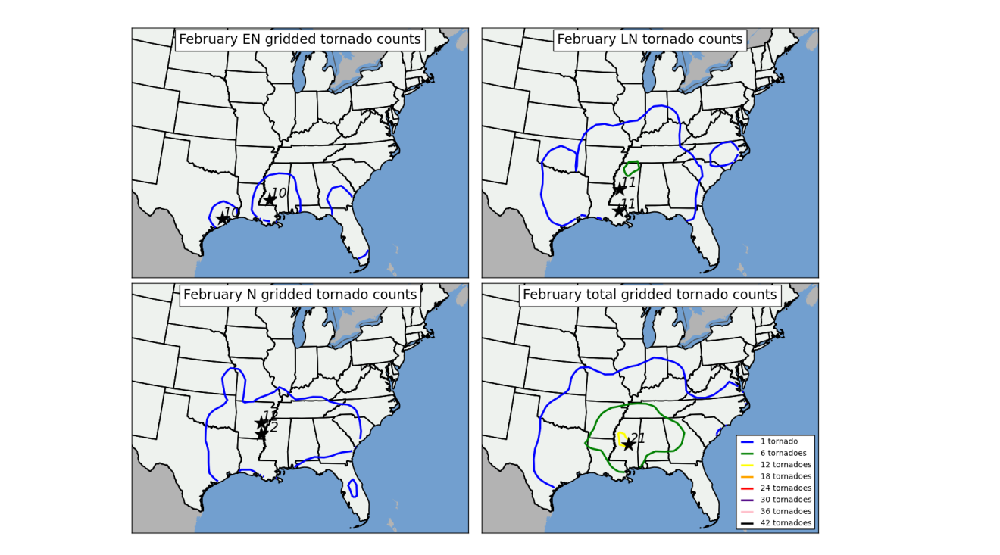 February EN gridded tornado counts
February LN tornado counts
10
10
11
11
February N gridded tornado counts
February total gridded tornado counts
12
12
21
1 tornado
6 tornadoes
12 tornadoes
18 tornadoes
24 tornadoes
30 tornadoes
36 tornadoes
42 tornadoes